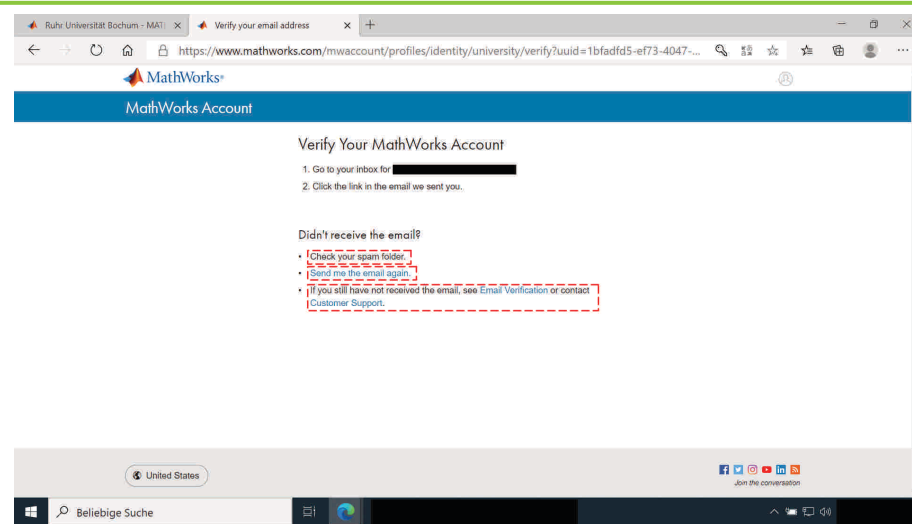 Ruhr Universität Bochum - MAT
Verify your email address
https://www.mathworks.com/mwaccount/profiles/identity/university/verify?uuid=1bfadfd5-ef73-4047-...
MathWorks®
MathWorks Account
Verify Your MathWorks Account
1. Go to your inbox for
2. Click the link in the email we sent you.
Didn't receive the email?
• Check your spam folder.
• Send me the email again.
• If you still have not received the email, see Email Verification or contact
Customer Support.
United States
Join the conversation
Beliebige Suche